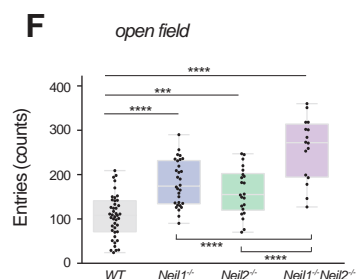 F
open field
****
***
****
Entries (counts)
400
300
200
100
0
****
****
WT
Neil1-/-
Neil2-/-
Neil1-/-Neil2-/-